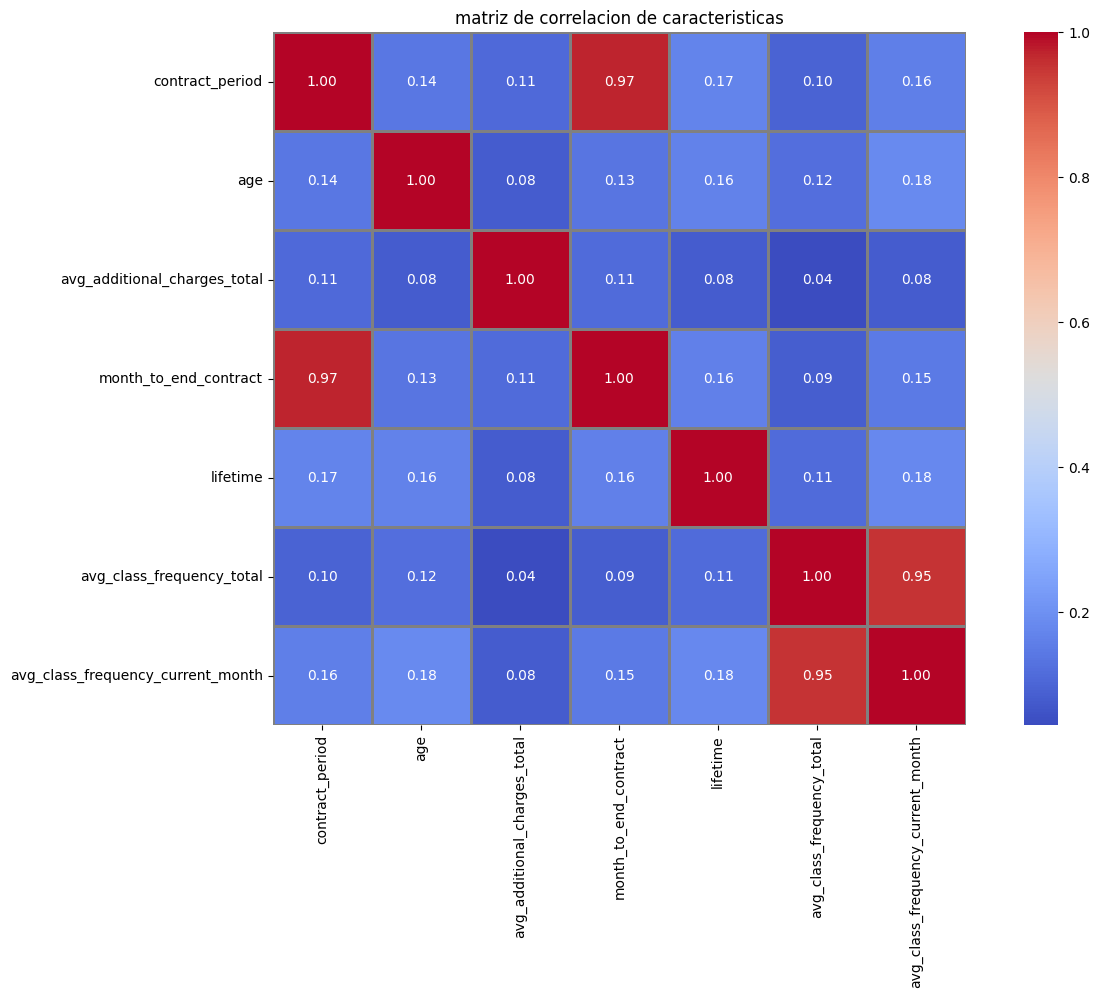 matriz de correlacion de caracteristicas
contract_period 1.00 0.14 0.11 0.97 0.17 0.10 0.16
age 0.14 1.00 0.08 0.13 0.16 0.12 0.18
avg_additional_charges_total 0.11 0.08 1.00 0.11 0.08 0.04 0.08
month_to_end_contract 0.97 0.13 0.11 1.00 0.16 0.09 0.15
lifetime 0.17 0.16 0.08 0.16 1.00 0.11 0.18
avg_class_frequency_total 0.10 0.12 0.04 0.09 0.11 1.00 0.95
avg_class_frequency_current_month 0.16 0.18 0.08 0.15 0.18 0.95 1.00
contract_period
age
avg_additional_charges_total
month_to_end_contract
lifetime
avg_class_frequency_total
avg_class_frequency_current_month
1.0
0.8
0.6
0.4
0.2